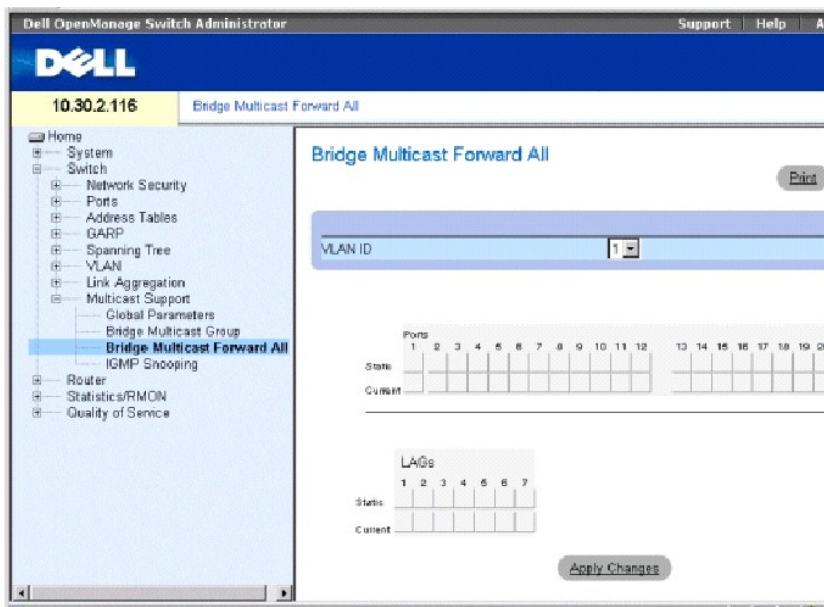 Dell OpenManage Switch Administrator Support Help A
DELL
10.30.2.116 Bridge Multicast Forward All
Home
System
Switch
Network Security
Ports
Address Tables
GARP
Spanning Tree
VLAN
Link Aggregation
Multicast Support
Global Parameters
Bridge Multicast Group
Bridge Multicast Forward All
IGMP Snooping
Router
Statistics/RMON
Quality of Service
Bridge Multicast Forward All
Print
VLAN ID 1
Ports
1 2 3 4 5 6 7 8 9 10 11 12 13 14 15 16 17 18 19 20
Static
Current
LAGs
1 2 3 4 5 6 7
Static
Current
Apply Changes